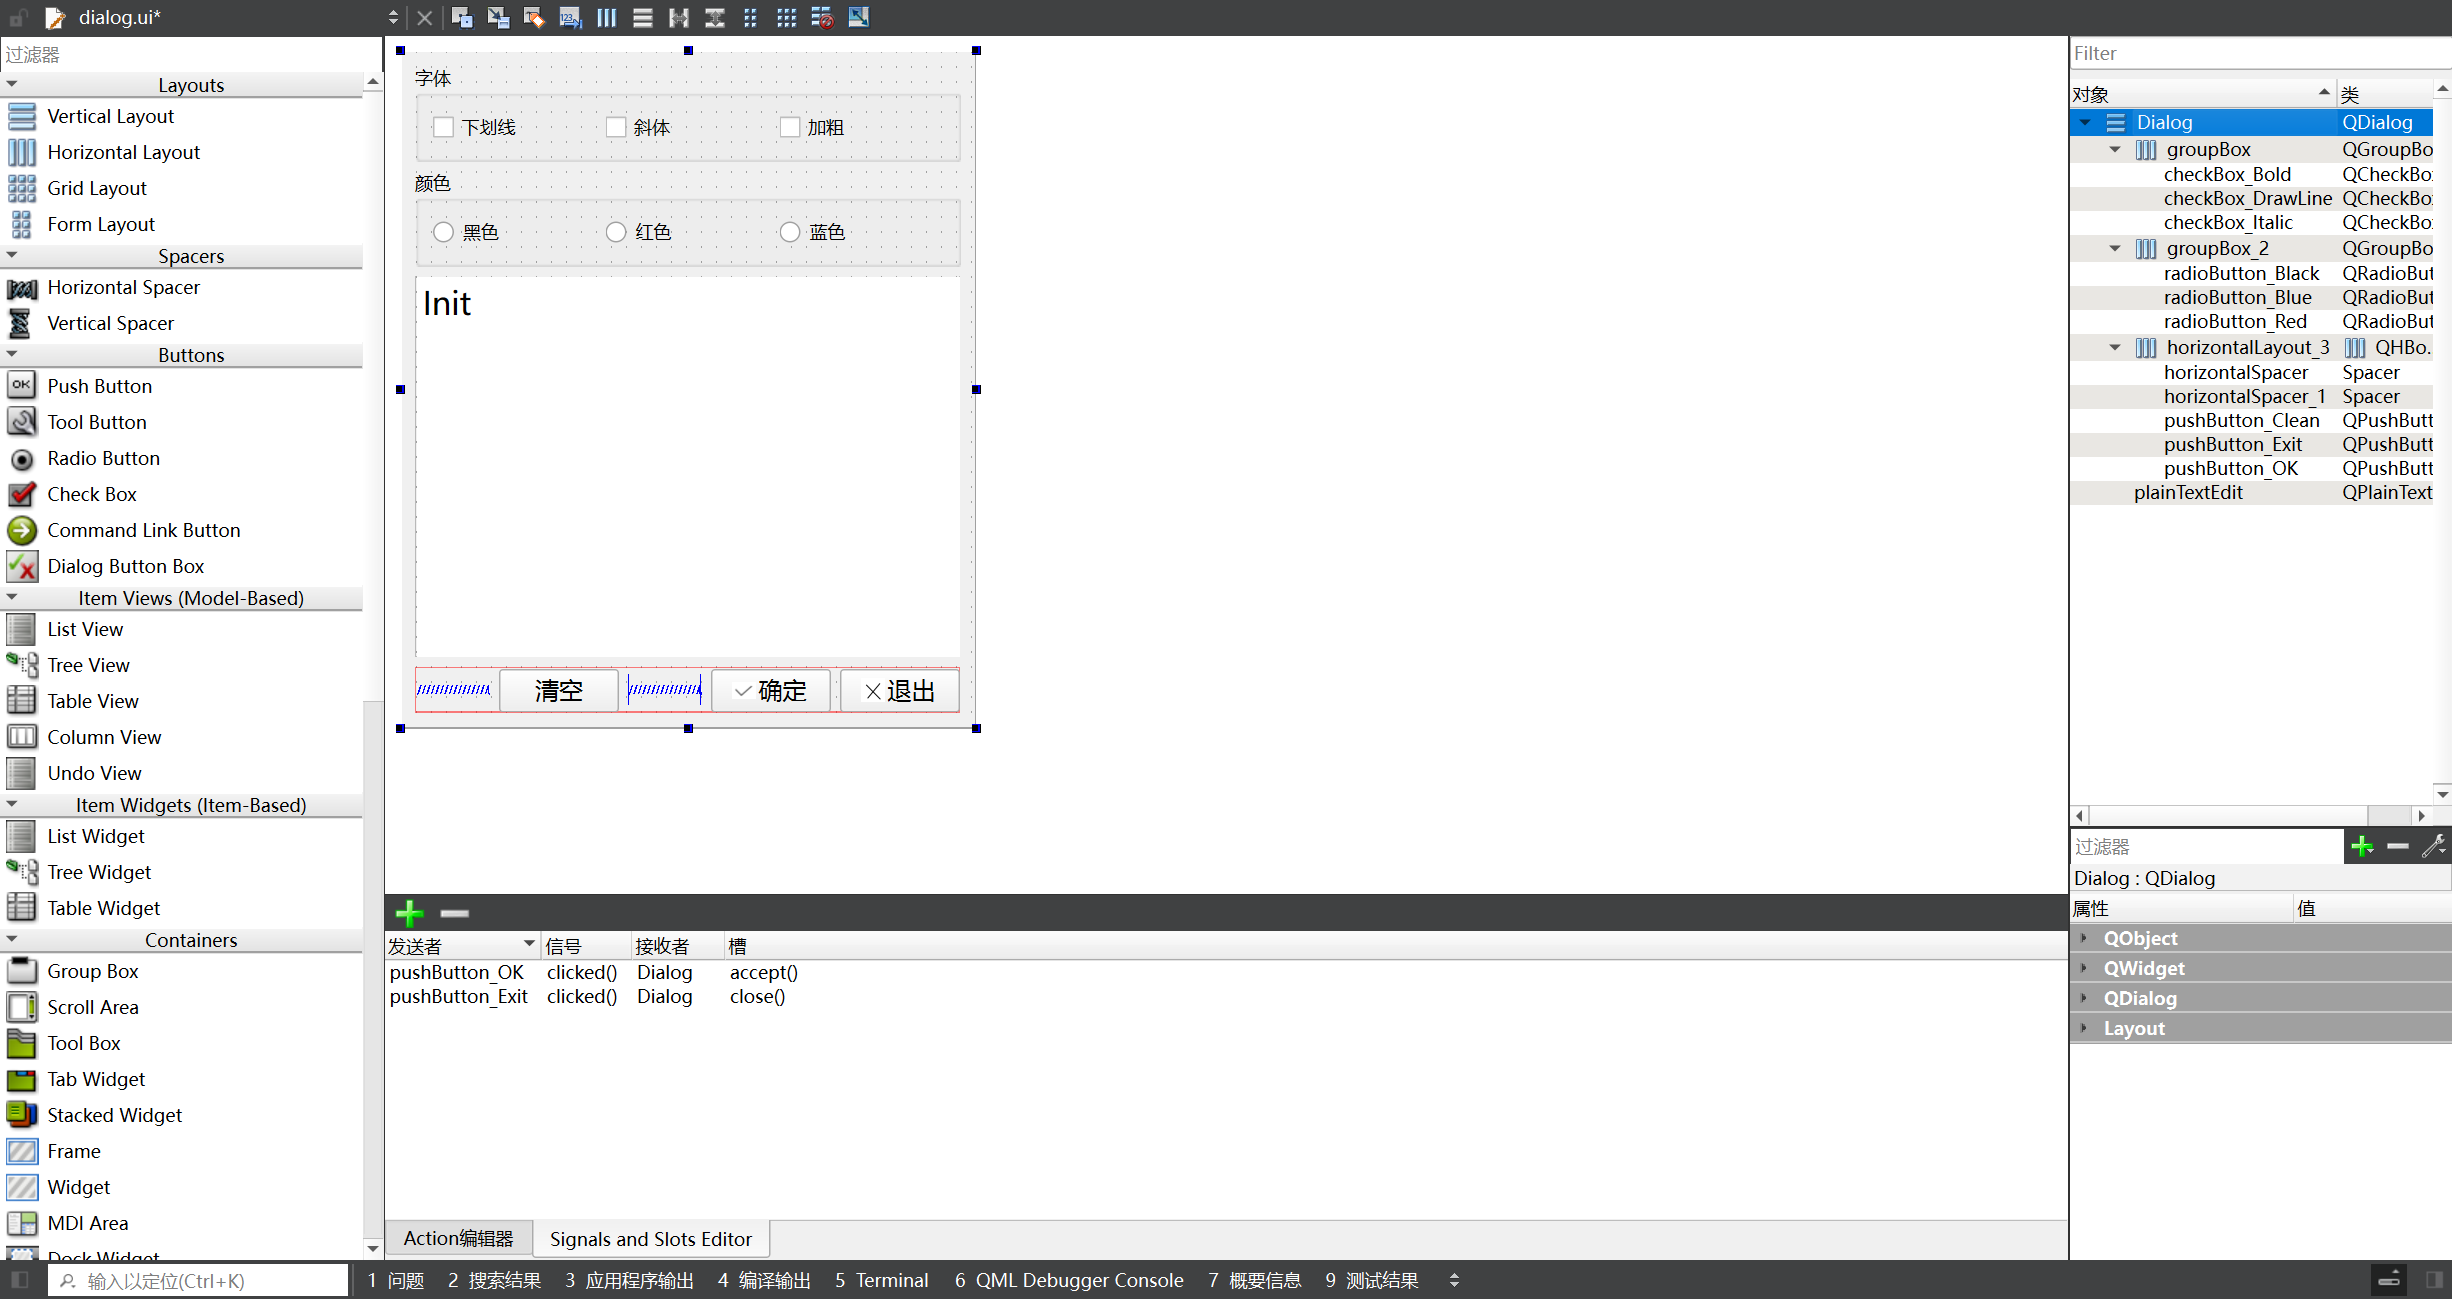 dialog.ui*
过滤器
Layouts
Vertical Layout
Horizontal Layout
Grid Layout
Form Layout
Spacers
Horizontal Spacer
Vertical Spacer
Buttons
OK Push Button
Tool Button
Radio Button
Check Box
Command Link Button
Dialog Button Box
Item Views (Model-Based)
List View
Tree View
Table View
Column View
Undo View
Item Widgets (Item-Based)
List Widget
Tree Widget
Table Widget
Containers
Group Box
Scroll Area
Tool Box
Tab Widget
Stacked Widget
Frame
Widget
MDI Area
Dock Widget
字体
下划线 斜体 加粗
颜色
黑色 红色 蓝色
Init
清空 确定 退出
发送者 信号 接收者 槽
pushButton_OK clicked() Dialog accept()
pushButton_Exit clicked() Dialog close()
Action编辑器 Signals and Slots Editor
Filter
对象 类
Dialog QDialog
groupBox QGroupBo
checkBox_Bold QCheckBo
checkBox_DrawLine QCheckBo
checkBox_Italic QCheckBo
groupBox_2 QGroupBo
radioButton_Black QRadioBut
radioButton_Blue QRadioBut
radioButton_Red QRadioBut
horizontalLayout_3 QHBo.
horizontalSpacer Spacer
horizontalSpacer_1 Spacer
pushButton_Clean QPushButt
pushButton_Exit QPushButt
pushButton_OK QPushButt
plainTextEdit QPlainText
过滤器
Dialog : QDialog
属性 值
QObject
QWidget
QDialog
Layout
输入以定位(Ctrl+K) 1 问题 2 搜索结果 3 应用程序输出 4 编译输出 5 Terminal 6 QML Debugger Console 7 概要信息 9 测试结果